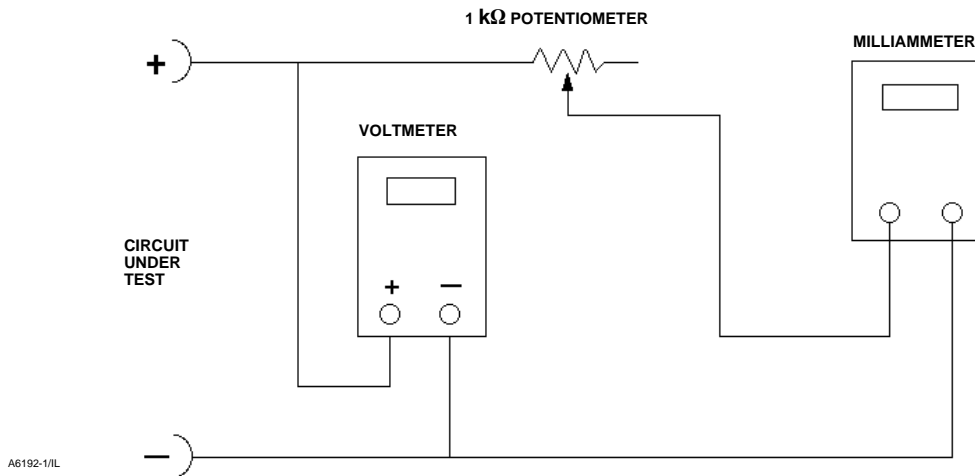 1 kΩ POTENTIOMETER
MILLIAMMETER
+
VOLTMETER
CIRCUIT
UNDER
TEST
+ —
—
A6192-1/IL